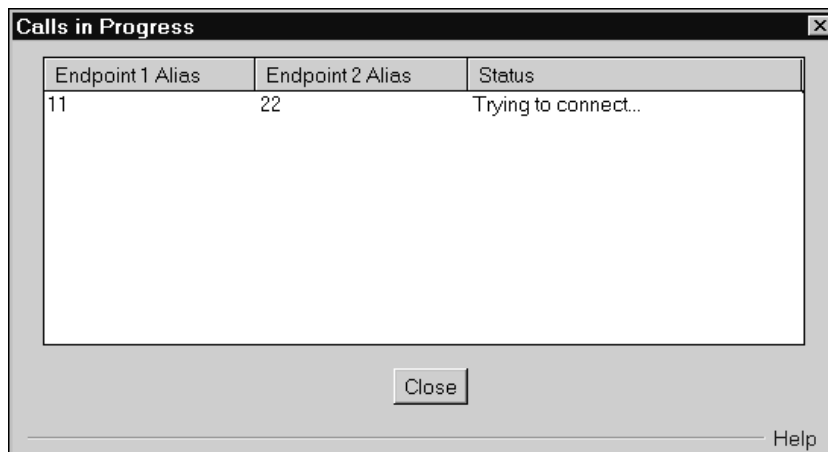 Calls in Progress
Endpoint 1 Alias Endpoint 2 Alias Status
11 22 Trying to connect...
Close
Help